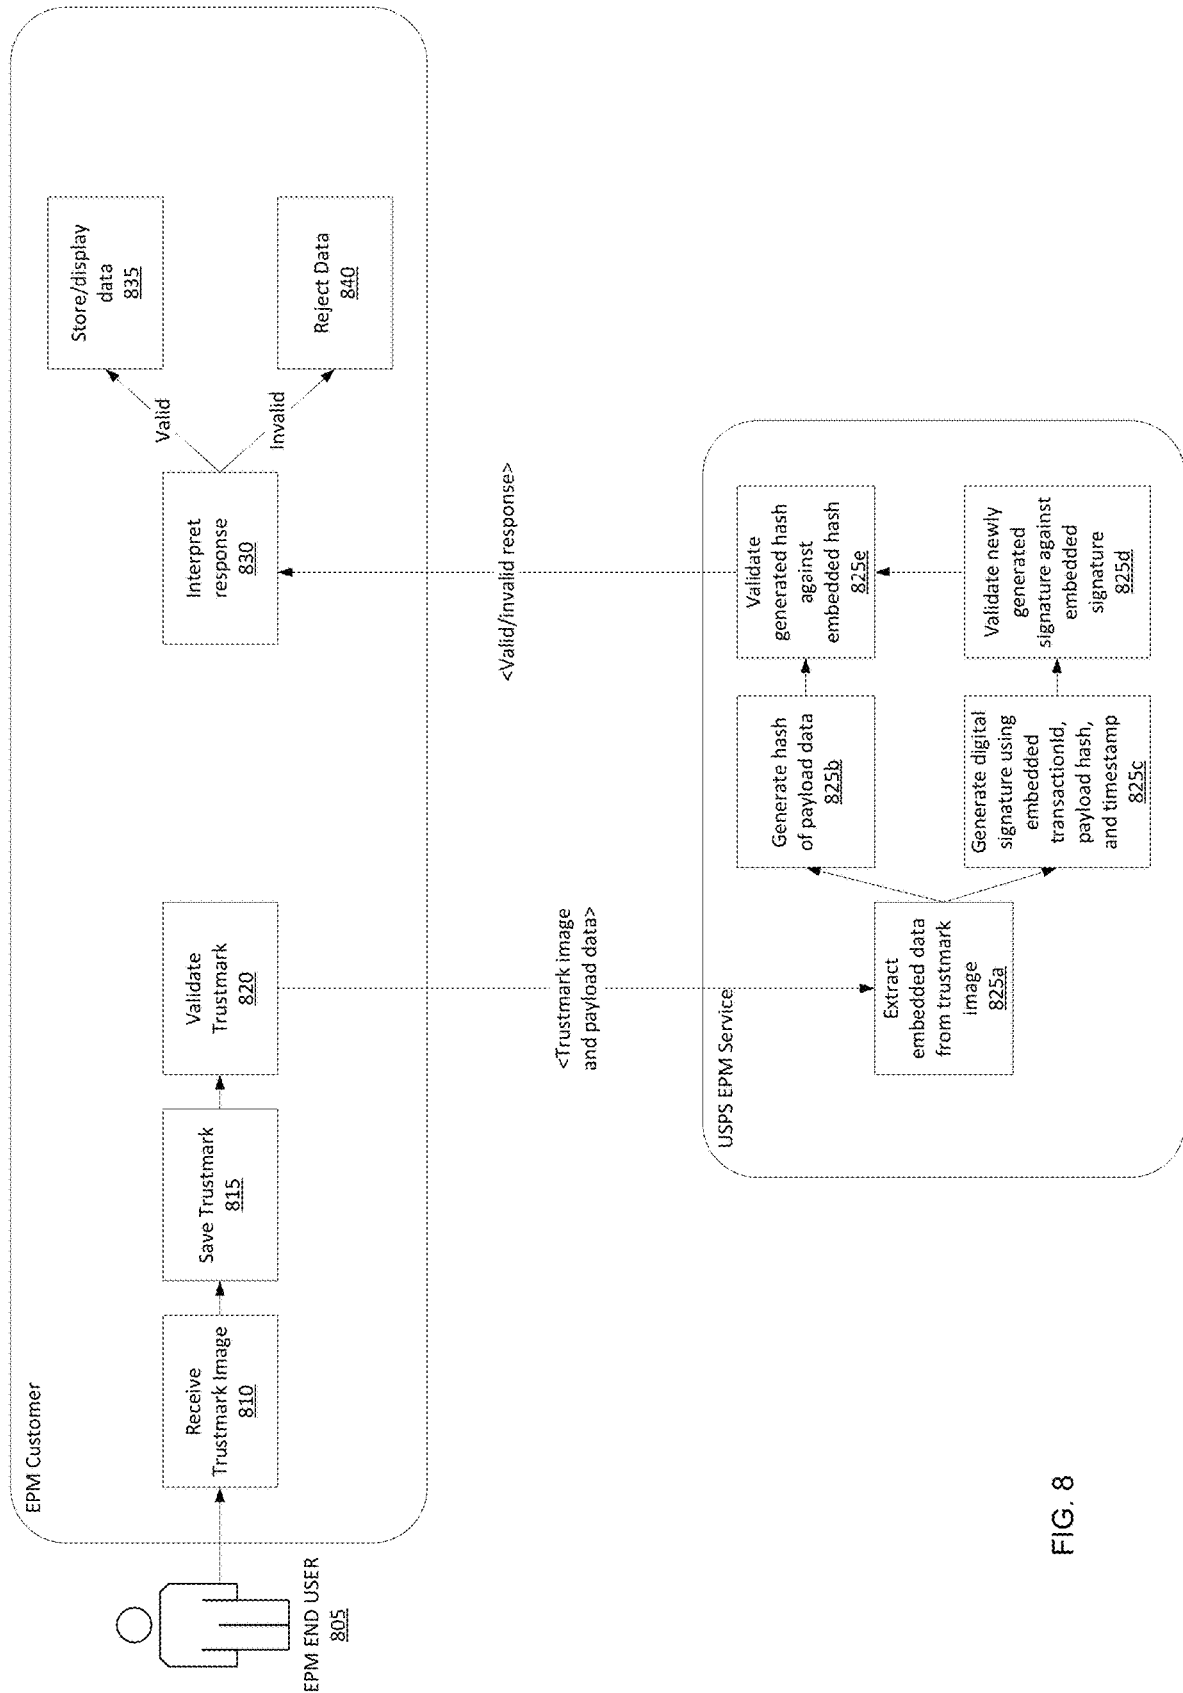 EPM Customer
EPM END USER
805
Receive
Trustmark Image
810
Save Trustmark
815
Validate
Trustmark
820
Interpret
response
830
Valid
Invalid
Store/display
data
835
Reject Data
840
<Trustmark image
and payload data>
<Valid/invalid response>
USPS EPM Service
Extract
embedded data
from trustmark
image
825a
Generate hash
of payload data
825b
Generate digital
signature using
embedded
transactionId,
payload hash,
and timestamp
825c
Validate
generated hash
against
embedded hash
825e
Validate newly
generated
signature against
embedded
signature
825d
FIG. 8